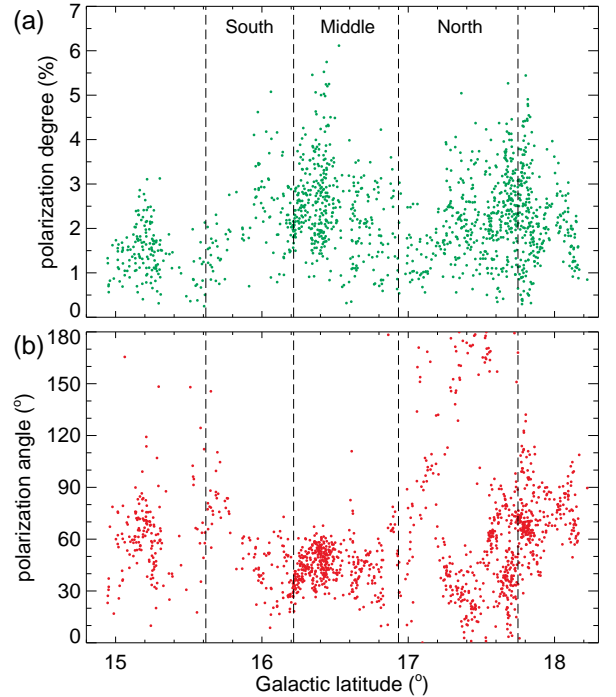 (a)
South Middle North
polarization degree (%)
7
6
5
4
3
2
1
0
(b)
polarization angle (°)
180
150
120
90
60
30
0
15 16 17 18
Galactic latitude (°)